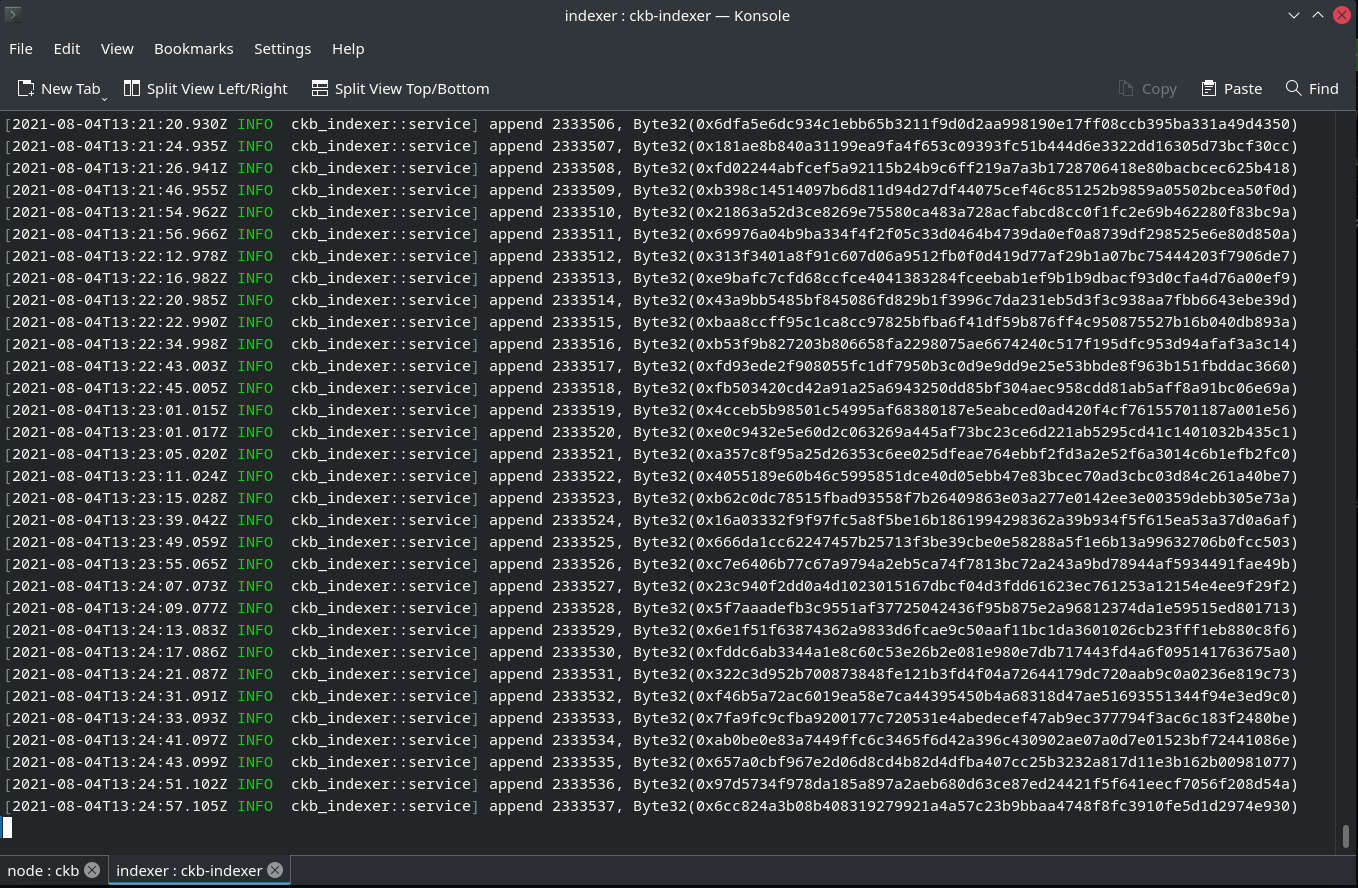 indexer : ckb-indexer — Konsole
File Edit View Bookmarks Settings Help
New Tab Split View Left/Right Split View Top/Bottom Copy Paste Find
[2021-08-04T13:21:20.930Z INFO  ckb_indexer::service] append 2333506, Byte32(0x6dfa5e6dc934c1ebb65b3211f9d0d2aa998190e17ff08ccb395ba331a49d4350)
[2021-08-04T13:21:24.935Z INFO  ckb_indexer::service] append 2333507, Byte32(0x181ae8b840a31199ea9fa4f653c09393fc51b444d6e3322dd16305d73bcf30cc)
[2021-08-04T13:21:26.941Z INFO  ckb_indexer::service] append 2333508, Byte32(0xfd02244abfcef5a92115b24b9c6ff219a7a3b1728706418e80bacbcec625b418)
[2021-08-04T13:21:46.955Z INFO  ckb_indexer::service] append 2333509, Byte32(0xb398c14514097b6d811d94d27df44075cef46c851252b9859a05502bcea50f0d)
[2021-08-04T13:21:54.962Z INFO  ckb_indexer::service] append 2333510, Byte32(0x21863a52d3ce8269e75580ca483a728acfabcd8cc0f1fc2e69b462280f83bc9a)
[2021-08-04T13:21:56.966Z INFO  ckb_indexer::service] append 2333511, Byte32(0x69976a04b9ba334f4f2f05c33d0464b4739da0ef0a8739df298525e6e80d850a)
[2021-08-04T13:22:12.978Z INFO  ckb_indexer::service] append 2333512, Byte32(0x313f3401a8f91c607d06a9512fb0f0d419d77af29b1a07bc75444203f7906de7)
[2021-08-04T13:22:16.982Z INFO  ckb_indexer::service] append 2333513, Byte32(0xe9bafc7cfd68ccfce4041383284fceebab1ef9b1b9dbacf93d0cfa4d76a00ef9)
[2021-08-04T13:22:20.985Z INFO  ckb_indexer::service] append 2333514, Byte32(0x43a9bb5485bf845086fd829b1f3996c7da231eb5d3f3c938aa7fbb6643ebe39d)
[2021-08-04T13:22:22.990Z INFO  ckb_indexer::service] append 2333515, Byte32(0xbaa8ccff95c1ca8cc97825bfba6f41df59b876ff4c950875527b16b040db893a)
[2021-08-04T13:22:34.998Z INFO  ckb_indexer::service] append 2333516, Byte32(0xb53f9b827203b806658fa2298075ae6674240c517f195dfc953d94afaf3a3c14)
[2021-08-04T13:22:43.003Z INFO  ckb_indexer::service] append 2333517, Byte32(0xfd93ede2f908055fc1df7950b3c0d9e9dd9e25e53bbde8f963b151fbddac3660)
[2021-08-04T13:22:45.005Z INFO  ckb_indexer::service] append 2333518, Byte32(0xfb503420cd42a91a25a6943250dd85bf304aec958cdd81ab5aff8a91bc06e69a)
[2021-08-04T13:23:01.015Z INFO  ckb_indexer::service] append 2333519, Byte32(0x4cceb5b98501c54995af68380187e5eabced0ad420f4cf76155701187a001e56)
[2021-08-04T13:23:01.017Z INFO  ckb_indexer::service] append 2333520, Byte32(0xe0c9432e5e60d2c063269a445af73bc23ce6d221ab5295cd41c1401032b435c1)
[2021-08-04T13:23:05.020Z INFO  ckb_indexer::service] append 2333521, Byte32(0xa357c8f95a25d26353c6ee025dfeae764ebbf2fd3a2e52f6a3014c6b1efb2fc0)
[2021-08-04T13:23:11.024Z INFO  ckb_indexer::service] append 2333522, Byte32(0x4055189e60b46c5995851dce40d05ebb47e83bcec70ad3cbc03d84c261a40be7)
[2021-08-04T13:23:15.028Z INFO  ckb_indexer::service] append 2333523, Byte32(0xb62c0dc78515fbad93558f7b26409863e03a277e0142ee3e00359debb305e73a)
[2021-08-04T13:23:39.042Z INFO  ckb_indexer::service] append 2333524, Byte32(0x16a03332f9f97fc5a8f5be16b1861994298362a39b934f5f615ea53a37d0a6af)
[2021-08-04T13:23:49.059Z INFO  ckb_indexer::service] append 2333525, Byte32(0x666da1cc62247457b25713f3be39cbe0e58288a5f1e6b13a99632706b0fcc503)
[2021-08-04T13:23:55.065Z INFO  ckb_indexer::service] append 2333526, Byte32(0xc7e6406b77c67a9794a2eb5ca74f7813bc72a243a9bd78944af5934491fae49b)
[2021-08-04T13:24:07.073Z INFO  ckb_indexer::service] append 2333527, Byte32(0x23c940f2dd0a4d1023015167dbcf04d3fdd61623ec761253a12154e4ee9f29f2)
[2021-08-04T13:24:09.077Z INFO  ckb_indexer::service] append 2333528, Byte32(0x5f7aaadefb3c9551af37725042436f95b875e2a96812374da1e59515ed801713)
[2021-08-04T13:24:13.083Z INFO  ckb_indexer::service] append 2333529, Byte32(0x6e1f51f63874362a9833d6fcae9c50aaf11bc1da3601026cb23fff1eb880c8f6)
[2021-08-04T13:24:17.086Z INFO  ckb_indexer::service] append 2333530, Byte32(0xfddc6ab3344a1e8c60c53e26b2e081e980e7db717443fd4a6f095141763675a0)
[2021-08-04T13:24:21.087Z INFO  ckb_indexer::service] append 2333531, Byte32(0x322c3d952b700873848fe121b3fd4f04a72644179dc720aab9c0a0236e819c73)
[2021-08-04T13:24:31.091Z INFO  ckb_indexer::service] append 2333532, Byte32(0xf46b5a72ac6019ea58e7ca44395450b4a68318d47ae51693551344f94e3ed9c0)
[2021-08-04T13:24:33.093Z INFO  ckb_indexer::service] append 2333533, Byte32(0x7fa9fc9cfba9200177c720531e4abedecef47ab9ec377794f3ac6c183f2480be)
[2021-08-04T13:24:41.097Z INFO  ckb_indexer::service] append 2333534, Byte32(0xab0be0e83a7449ffc6c3465f6d42a396c430902ae07a0d7e01523bf72441086e)
[2021-08-04T13:24:43.099Z INFO  ckb_indexer::service] append 2333535, Byte32(0x657a0cbf967e2d06d8cd4b82d4dfba407cc25b3232a817d11e3b162b00981077)
[2021-08-04T13:24:51.102Z INFO  ckb_indexer::service] append 2333536, Byte32(0x97d5734f978da185a897a2aeb680d63ce87ed24421f5f641eecf7056f208d54a)
[2021-08-04T13:24:57.105Z INFO  ckb_indexer::service] append 2333537, Byte32(0x6cc824a3b08b408319279921a4a57c23b9bbaa4748f8fc3910fe5d1d2974e930)
node : ckb indexer : ckb-indexer